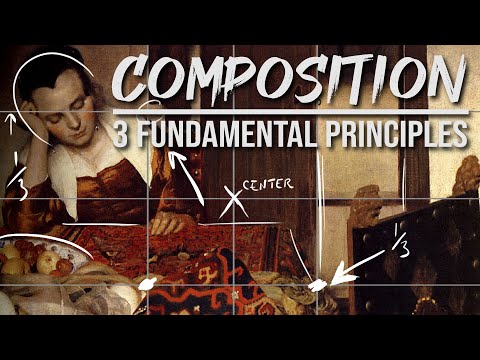 COMPOSITION
3 FUNDAMENTAL PRINCIPLES
CENTER
1/3
1/3